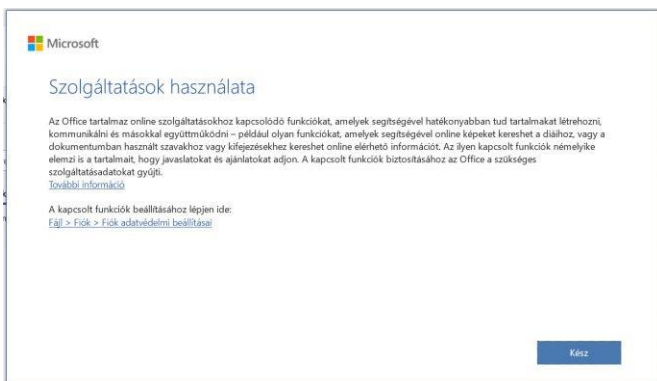 Microsoft
Szolgáltatások használata
Az Office tartalmaz online szolgáltatásokhoz kapcsolódó funkciókat, amelyek segítségével hatékonyabban tud tartalmakat létrehozni,
kommunikálni és másokkal együttműködni – például olyan funkciókat, amelyek segítségével online képeket kereshet a diáihoz, vagy a
dokumentumban használt szavakhoz vagy kifejezésekhez kereshet online elérhető információt. Az ilyen kapcsolt funkciók némelyike
elemzi is a tartalmait, hogy javaslatokat és ajánlatokat adjon. A kapcsolt funkciók biztosításához az Office a szükséges
szolgáltatásadatokat gyűjti.
További információ
A kapcsolt funkciók beállításához lépjen ide:
Fájl > Fiók > Fiók adatvédelmi beállításai
Kész